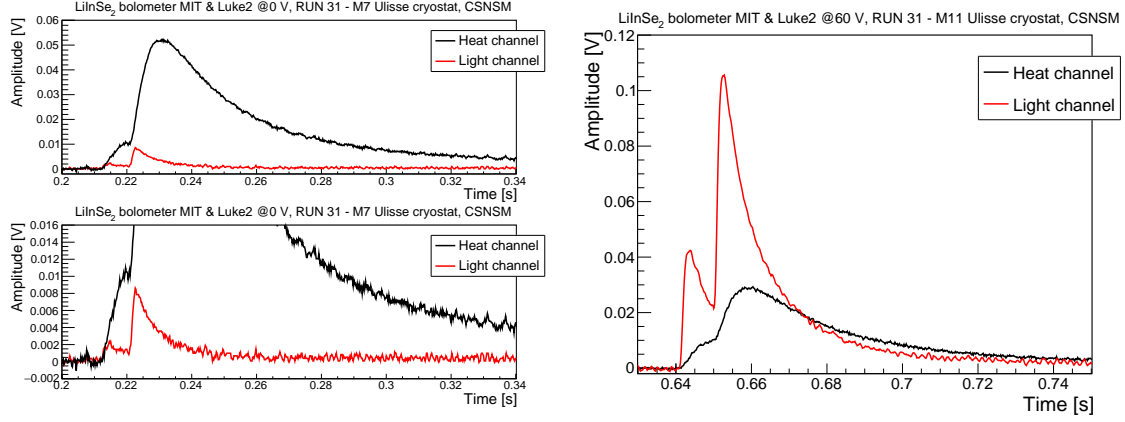 LiInSe2 bolometer MIT & Luke2 @0 V, RUN 31 - M7 Ulisse cryostat, CSNSM
Amplitude [V]
0.06
0.05
0.04
0.03
0.02
0.01
0
Heat channel
Light channel
0.2 0.22 0.24 0.26 0.28 0.3 0.32 0.34
Time [s]
LiInSe2 bolometer MIT & Luke2 @0 V, RUN 31 - M7 Ulisse cryostat, CSNSM
Amplitude [V]
0.016
0.014
0.012
0.01
0.008
0.006
0.004
0.002
0
−0.002
Heat channel
Light channel
0.2 0.22 0.24 0.26 0.28 0.3 0.32 0.34
Time [s]
LiInSe2 bolometer MIT & Luke2 @60 V, RUN 31 - M11 Ulisse cryostat, CSNSM
Amplitude [V]
0.12
0.1
0.08
0.06
0.04
0.02
0
Heat channel
Light channel
0.64 0.66 0.68 0.7 0.72 0.74
Time [s]